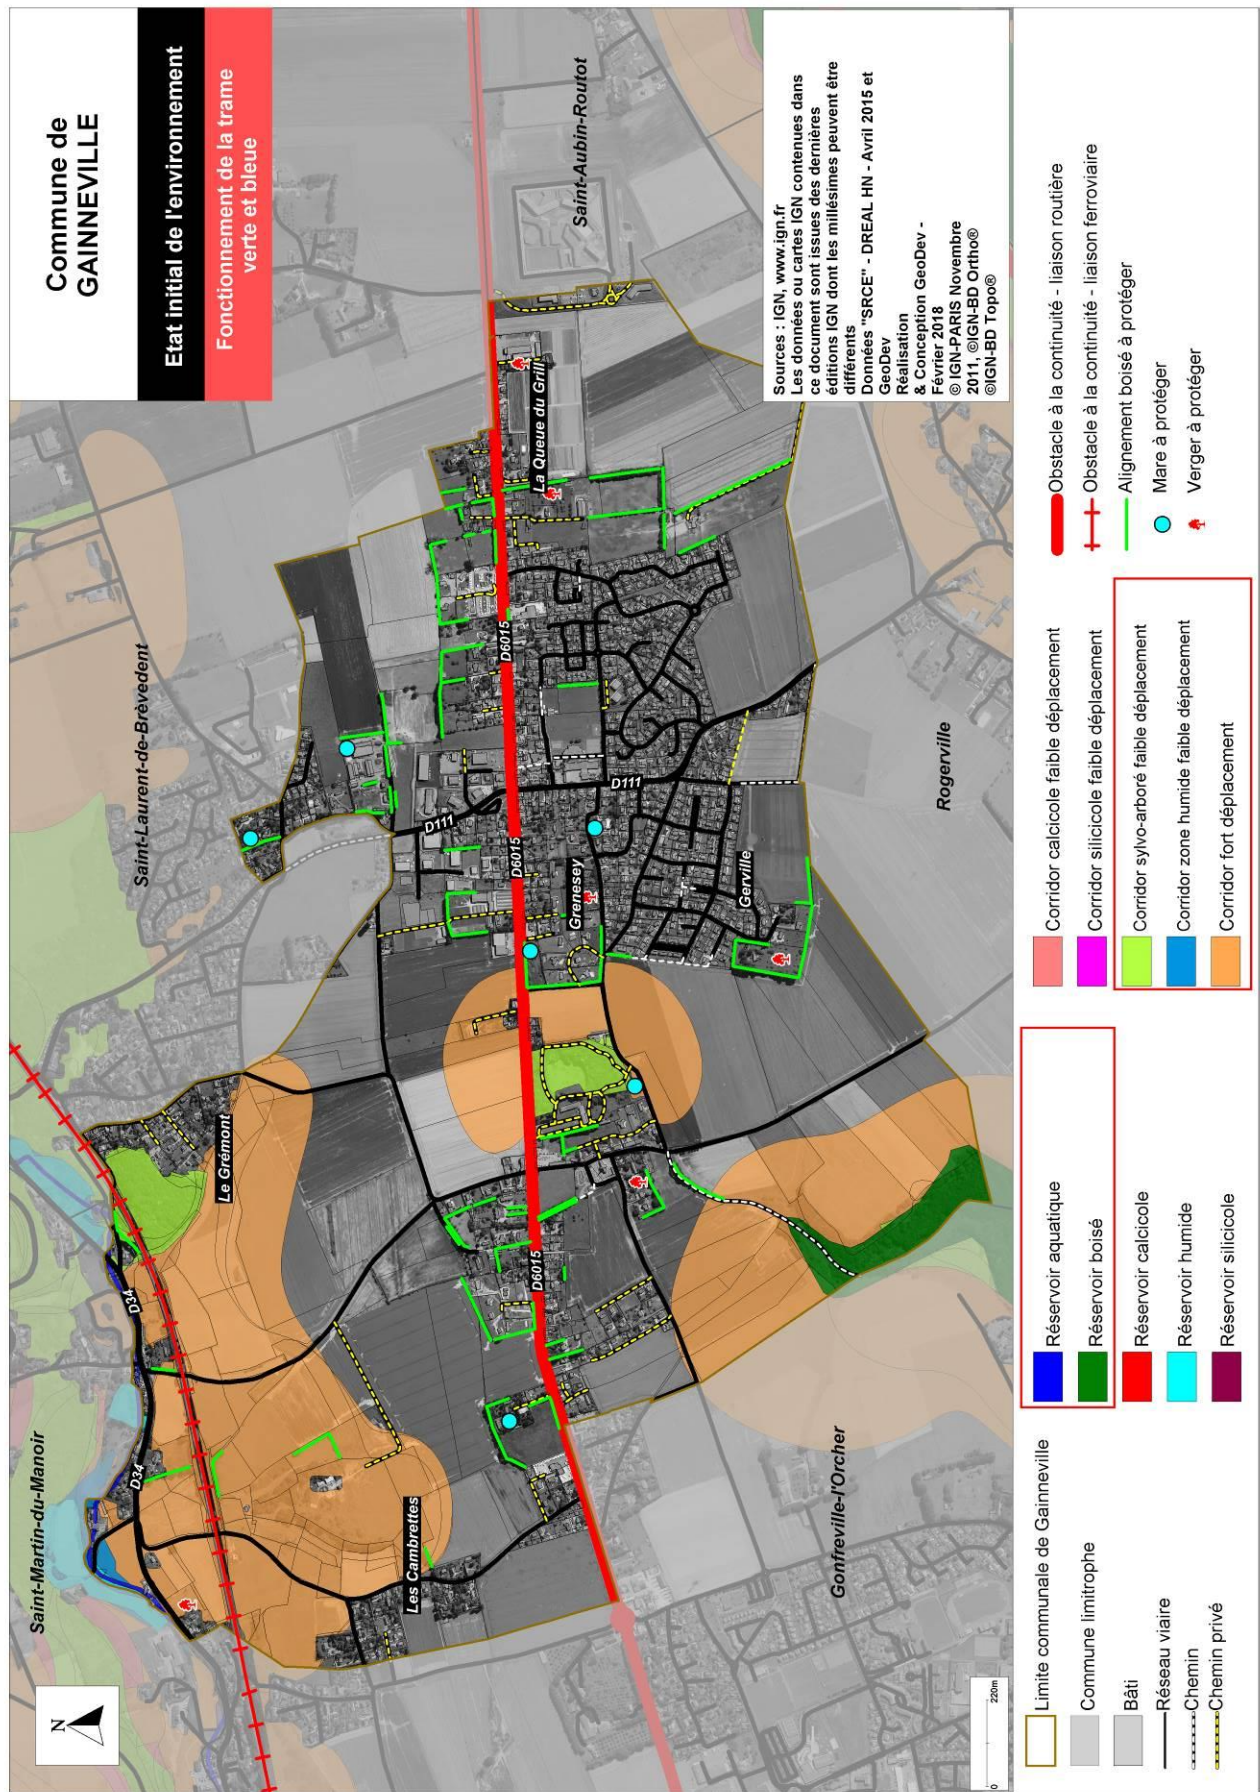 Commune de
GAINNEVILLE
Etat initial de l'environnement
Fonctionnement de la trame
verte et bleue
N
Saint-Martin-du-Manoir
Saint-Laurent-de-Brèvedent
Saint-Aubin-Routot
D34
D34
Le Grémont
Les Cambrettes
D111
D6015
D6015
D6015
La Queue du Grill
Grenesey
D111
Gerville
Gonfreville-l'Orcher
Rogerville
0
220m
Sources : IGN, www.ign.fr
Les données ou cartes IGN contenues dans
ce document sont issues des dernières
éditions IGN dont les millésimes peuvent être
différents
Données "SRCE" - DREAL HN - Avril 2015 et
GeoDev
Réalisation
& Conception GeoDev -
Février 2018
© IGN-PARIS Novembre
2011, ©IGN-BD Ortho®
©IGN-BD Topo®
Limite communale de Gainneville
Commune limitrophe
Bâti
Réseau viaire
Chemin
Chemin privé
Réservoir aquatique
Réservoir boisé
Réservoir calcicole
Réservoir humide
Réservoir silicicole
Corridor calcicole faible déplacement
Corridor silicicole faible déplacement
Corridor sylvo-arboré faible déplacement
Corridor zone humide faible déplacement
Corridor fort déplacement
Obstacle à la continuité - liaison routière
Obstacle à la continuité - liaison ferroviaire
Alignement boisé à protéger
Mare à protéger
Verger à protéger